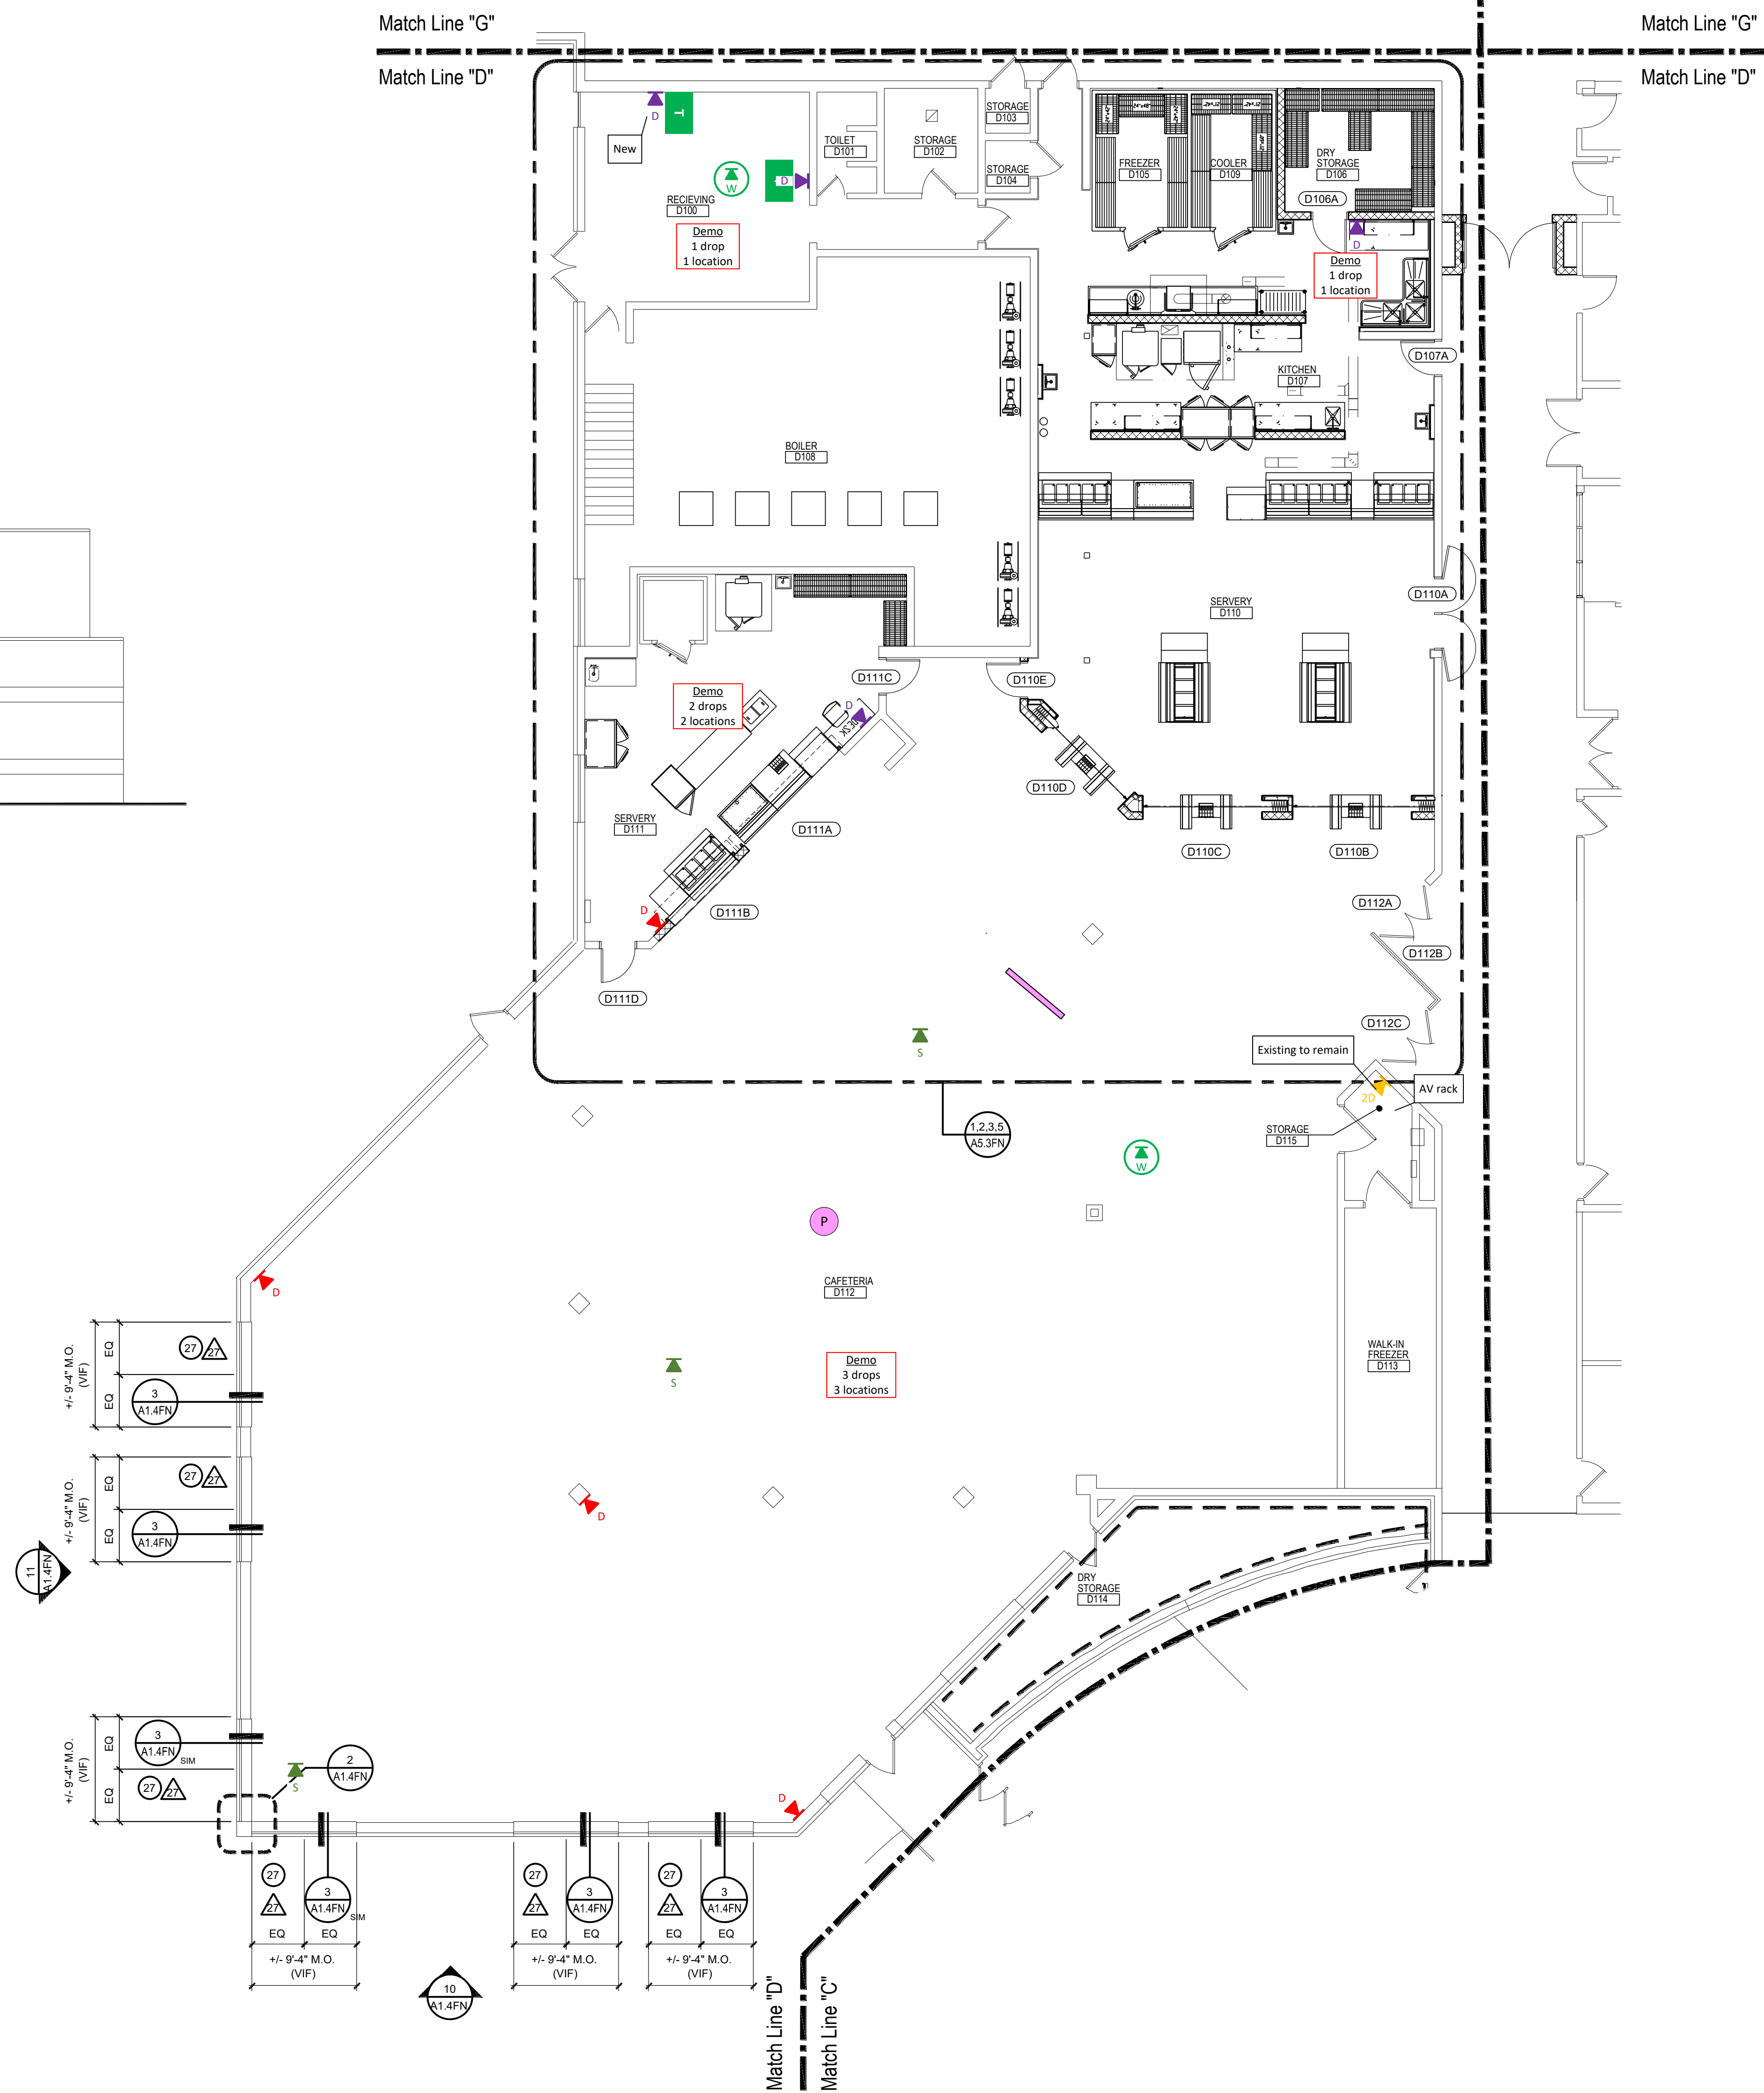 Match Line "G"
Match Line "G"
Match Line "D"
Match Line "D"
D
T
New
W
D
RECIEVING
D100
Demo
1 drop
1 location
TOILET
D101
STORAGE
D102
STORAGE
D103
STORAGE
D104
24"x48"
FREEZER
D105
COOLER
D109
DRY
STORAGE
D106
D106A
D
Demo
1 drop
1 location
D107A
KITCHEN
D107
BOILER
D108
SERVERY
D110
D110A
D111C
D110E
Demo
2 drops
2 locations
D
DESK
D110D
SERVERY
D111
D111A
D110C
D110B
D
D111B
D112A
D112B
D111D
D112C
S
Existing to remain
AV rack
2D
1,2,3,5
A5.3FN
STORAGE
D115
W
P
CAFETERIA
D112
D
+/- 9'-4" M.O.
(VIF)
EQ
EQ
27
27
3
A1.4FN
S
Demo
3 drops
3 locations
WALK-IN
FREEZER
D113
+/- 9'-4" M.O.
(VIF)
EQ
EQ
27
27
3
A1.4FN
D
11
A1.4FN
DRY
STORAGE
D114
+/- 9'-4" M.O.
(VIF)
EQ
EQ
3
A1.4FN
SIM
27
27
S
2
A1.4FN
D
27
27
3
A1.4FN
SIM
EQ
EQ
+/- 9'-4" M.O.
(VIF)
27
27
3
A1.4FN
EQ
EQ
+/- 9'-4" M.O.
(VIF)
27
27
3
A1.4FN
EQ
EQ
+/- 9'-4" M.O.
(VIF)
10
A1.4FN
Match Line "D"
Match Line "C"